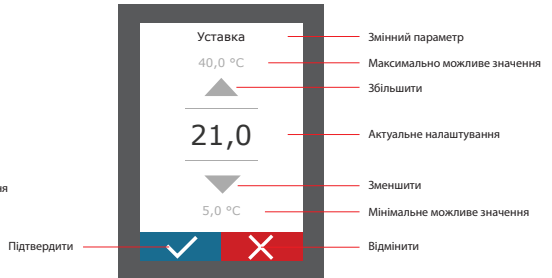 Уставка
Змінний параметр
40,0 °C
Максимально можливе значення
Збільшити
21,0
Актуальне налаштування
ня
Зменшити
5,0 °C
Мінімальне можливе значення
Підтвердити
Відмінити